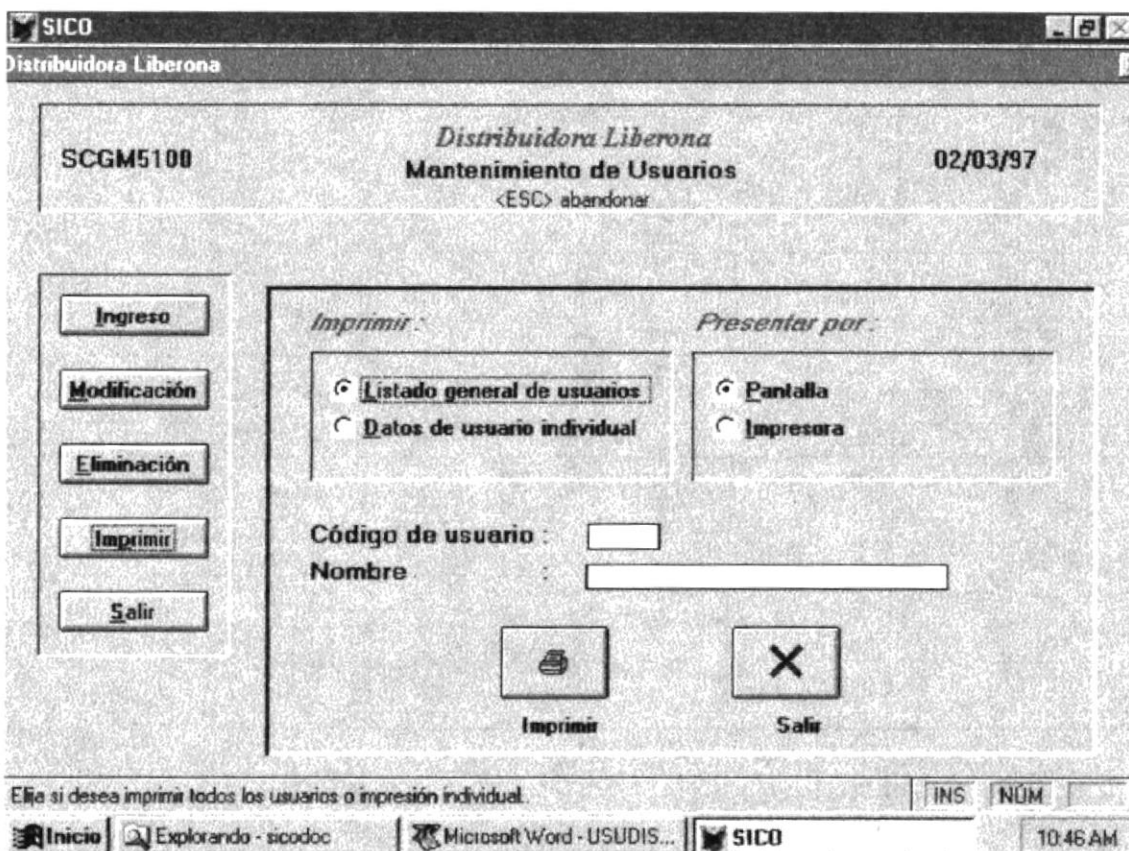 SICO
Distribuidora Liberona
SCGM5100
Distribuidora Liberona
Mantenimiento de Usuarios
<ESC> abandonar
02/03/97
Ingreso
Modificación
Eliminación
Imprimir
Salir
Imprimir :
Listado general de usuarios
Datos de usuario individual
Presentar por :
Pantalla
Impresora
Código de usuario :
Nombre :
Imprimir
Salir
Elija si desea imprimir todos los usuarios o impresión individual.
INS NÚM
Inicio Explorando - sicodoc Microsoft Word - USUDIS... SICO 10:46 AM